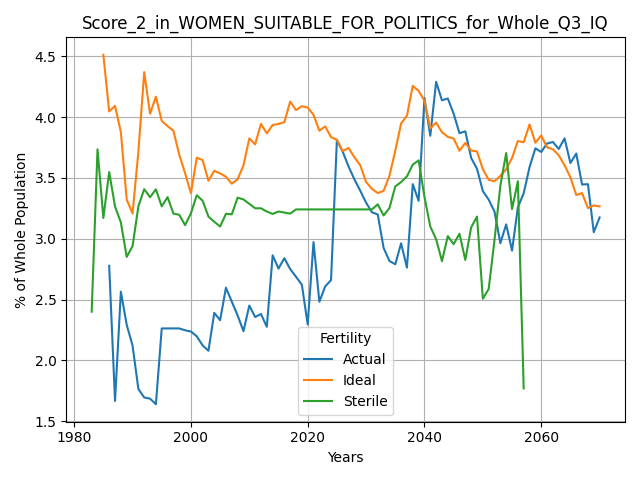 Score_2_in_WOMEN_SUITABLE_FOR_POLITICS_for_Whole_Q3_IQ
% of Whole Population
4.5
4.0
3.5
3.0
2.5
2.0
1.5
Fertility
Actual
Ideal
Sterile
1980
2000
2020
2040
2060
Years